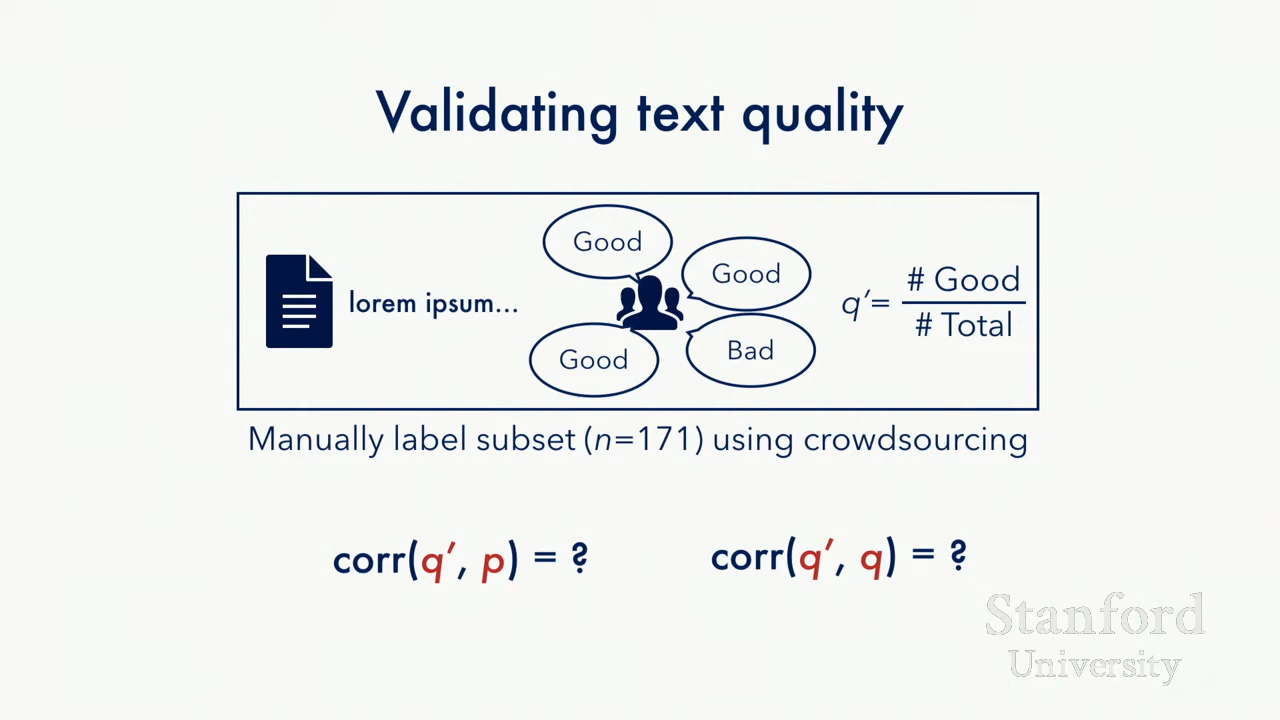 Validating text quality
lorem ipsum...
Good
Good
Good
Bad
q′= # Good / # Total
Manually label subset (n=171) using crowdsourcing
corr(q′, p) = ?
corr(q′, q) = ?
Stanford
University